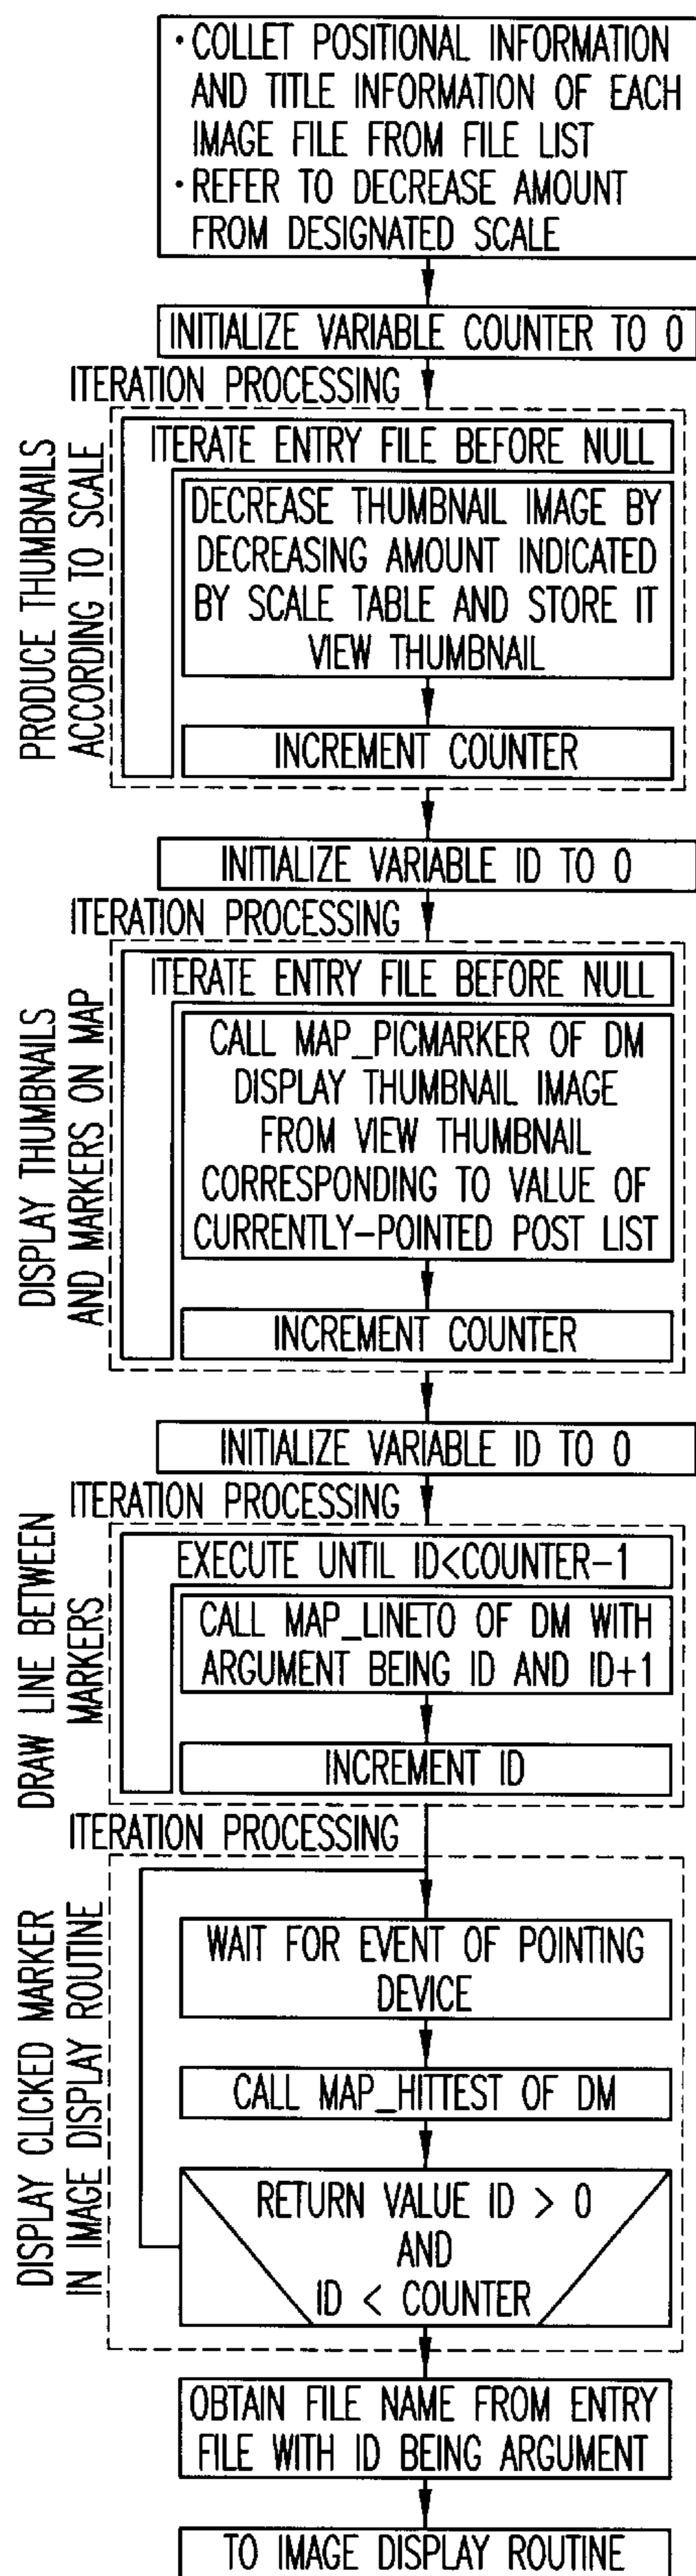 ・COLLET POSITIONAL INFORMATION
AND TITLE INFORMATION OF EACH
IMAGE FILE FROM FILE LIST
・REFER TO DECREASE AMOUNT
FROM DESIGNATED SCALE
INITIALIZE VARIABLE COUNTER TO 0
ITERATION PROCESSING
PRODUCE THUMBNAILS
ACCORDING TO SCALE
ITERATE ENTRY FILE BEFORE NULL
DECREASE THUMBNAIL IMAGE BY
DECREASING AMOUNT INDICATED
BY SCALE TABLE AND STORE IT
VIEW THUMBNAIL
INCREMENT COUNTER
INITIALIZE VARIABLE ID TO 0
ITERATION PROCESSING
DISPLAY THUMBNAILS
AND MARKERS ON MAP
ITERATE ENTRY FILE BEFORE NULL
CALL MAP_PICMARKER OF DM
DISPLAY THUMBNAIL IMAGE
FROM VIEW THUMBNAIL
CORRESPONDING TO VALUE OF
CURRENTLY-POINTED POST LIST
INCREMENT COUNTER
INITIALIZE VARIABLE ID TO 0
ITERATION PROCESSING
DRAW LINE BETWEEN
MARKERS
EXECUTE UNTIL ID<COUNTER-1
CALL MAP_LINETO OF DM WITH
ARGUMENT BEING ID AND ID+1
INCREMENT ID
ITERATION PROCESSING
DISPLAY CLICKED MARKER
IN IMAGE DISPLAY ROUTINE
WAIT FOR EVENT OF POINTING
DEVICE
CALL MAP_HITTEST OF DM
RETURN VALUE ID > 0
AND
ID < COUNTER
OBTAIN FILE NAME FROM ENTRY
FILE WITH ID BEING ARGUMENT
TO IMAGE DISPLAY ROUTINE